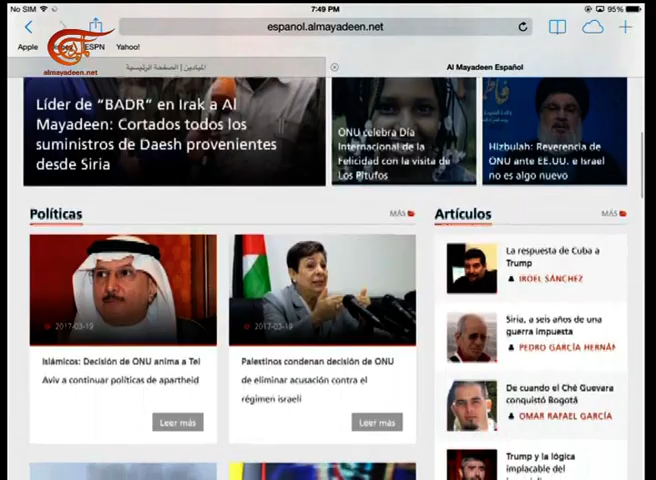 No SIM
7:49 PM
95%
espanol.almayadeen.net
Apple
ESPN
Yahoo!
almayadeen.net
الميادين | الصفحة الرئيسية
Al Mayadeen Español
Líder de “BADR” en Irak a Al
Mayadeen: Cortados todos los
suministros de Daesh provenientes
desde Siria
ONU celebra Día
Internacional de la
Felicidad con la visita de
Los Pitufos
Hizbulah: Reverencia de
ONU ante EE.UU. e Israel
no es algo nuevo
Políticas
MÁS
Artículos
MÁS
2017-03-19
Islámicos: Decisión de ONU anima a Tel
Aviv a continuar políticas de apartheid
Leer más
2017-03-19
Palestinos condenan decisión de ONU
de eliminar acusación contra el
régimen israelí
Leer más
La respuesta de Cuba a
Trump
IROEL SÁNCHEZ
Siria, a seis años de una
guerra impuesta
PEDRO GARCÍA HERNÁN
De cuando el Ché Guevara
conquistó Bogotá
OMAR RAFAEL GARCÍA
Trump y la lógica
implacable del